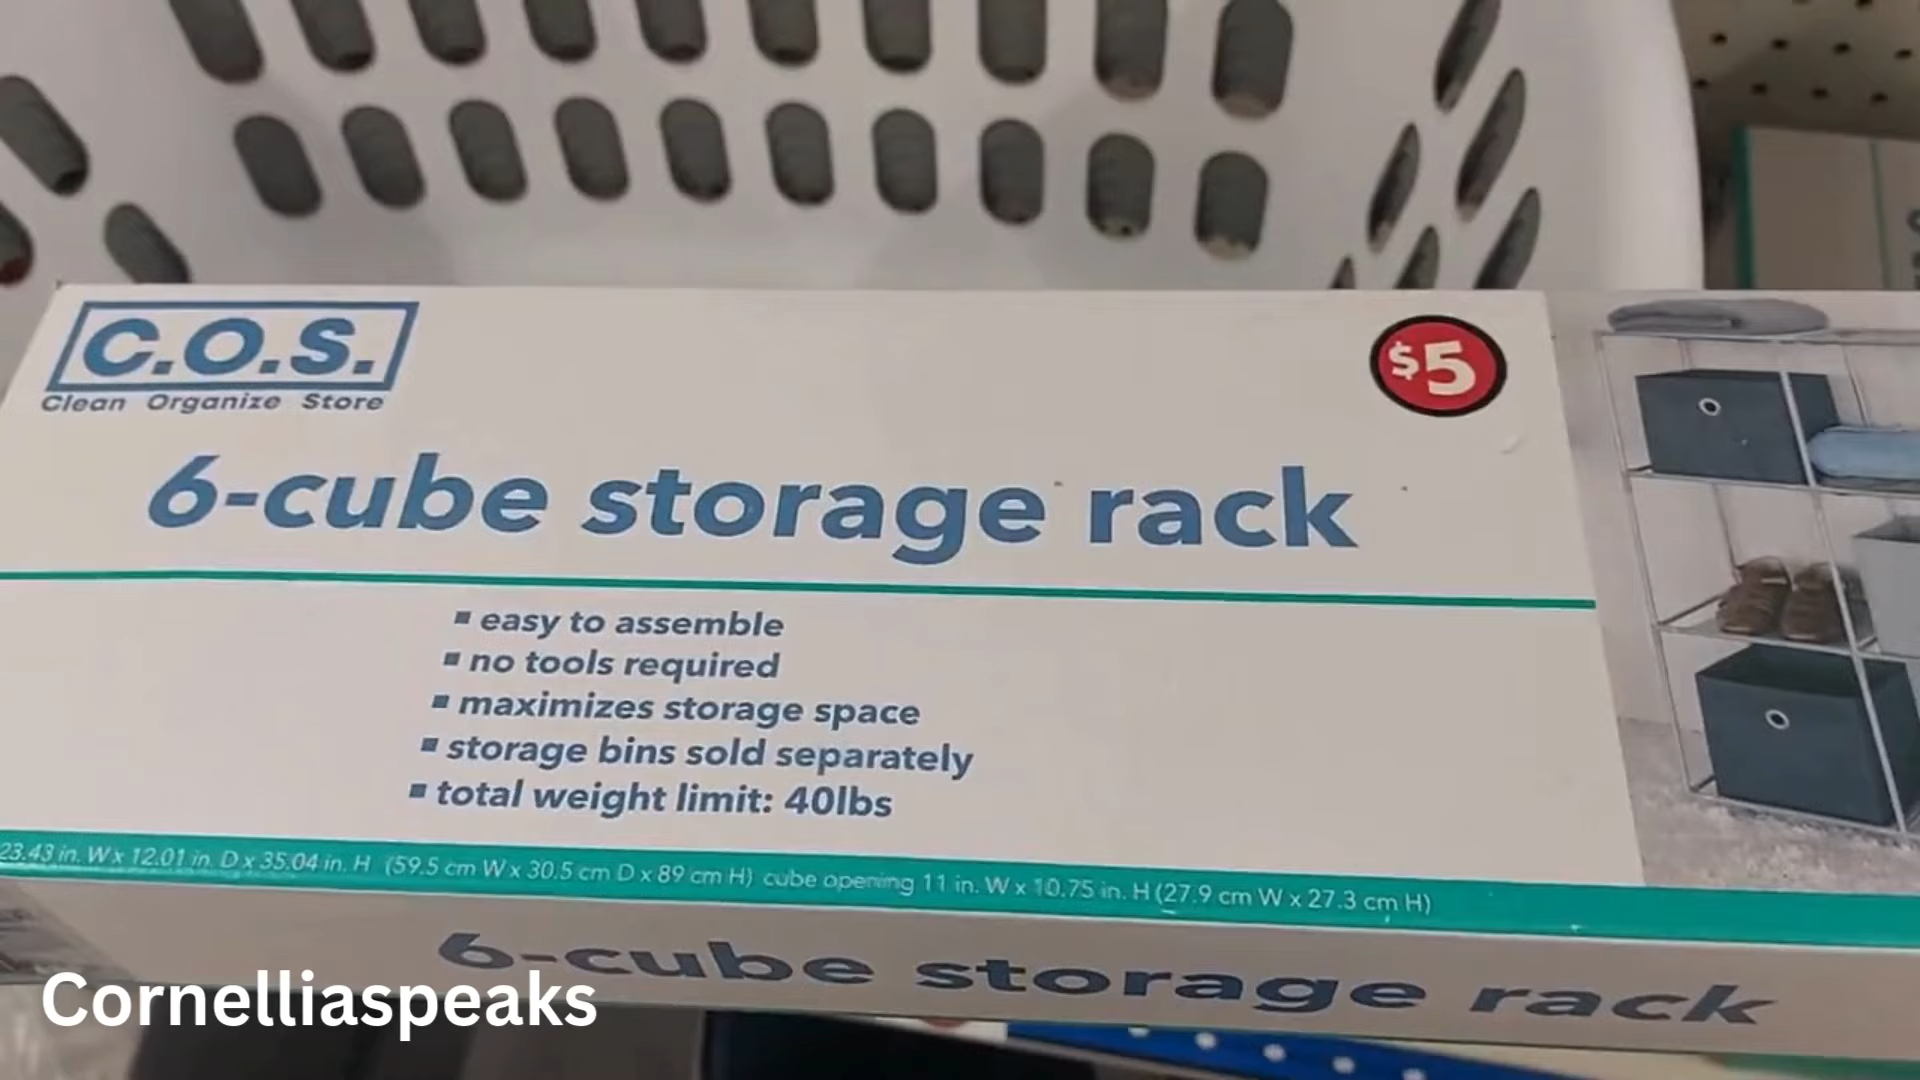 C.O.S.
Clean Organize Store
$5
6-cube storage rack
▪ easy to assemble
▪ no tools required
▪ maximizes storage space
▪ storage bins sold separately
▪ total weight limit: 40lbs
23.43 in. W x 12.01 in. D x 35.04 in. H (59.5 cm W x 30.5 cm D x 89 cm H) cube opening 11 in. W x 10.75 in. H (27.9 cm W x 27.3 cm H)
6-cube storage rack
Cornelliaspeaks